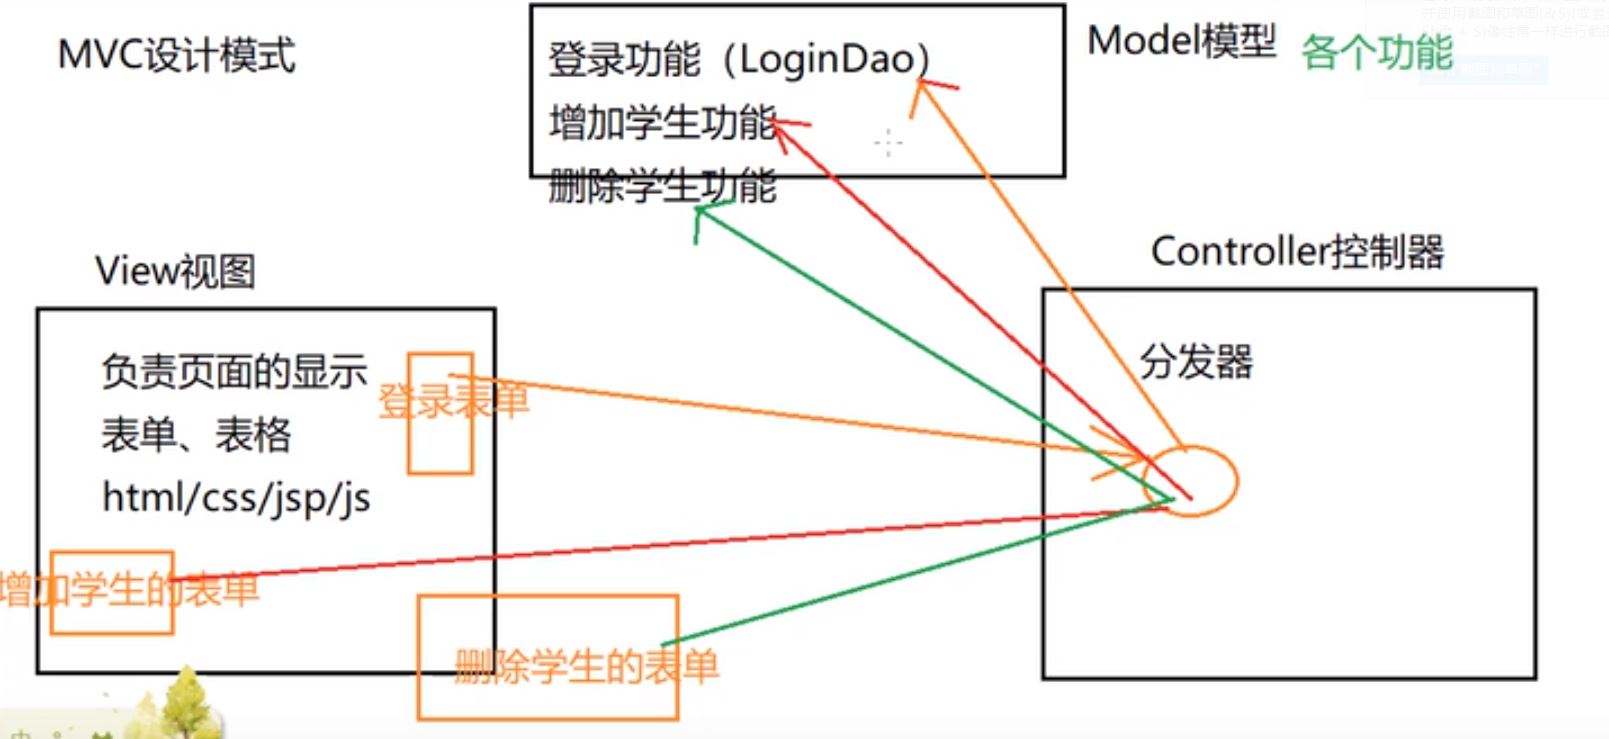 MVC设计模式
登录功能（LoginDao）
增加学生功能
删除学生功能
Model模型
各个功能
View视图
负责页面的显示
表单、表格
html/css/jsp/js
登录表单
增加学生的表单
删除学生的表单
Controller控制器
分发器